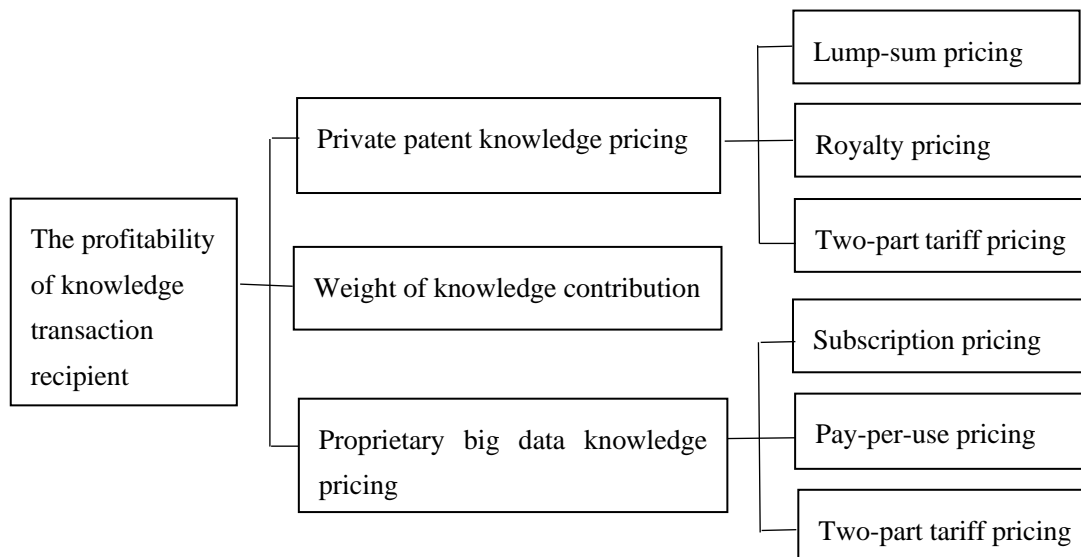 The profitability
of knowledge
transaction
recipient
Private patent knowledge pricing
Weight of knowledge contribution
Proprietary big data knowledge
pricing
Lump-sum pricing
Royalty pricing
Two-part tariff pricing
Subscription pricing
Pay-per-use pricing
Two-part tariff pricing